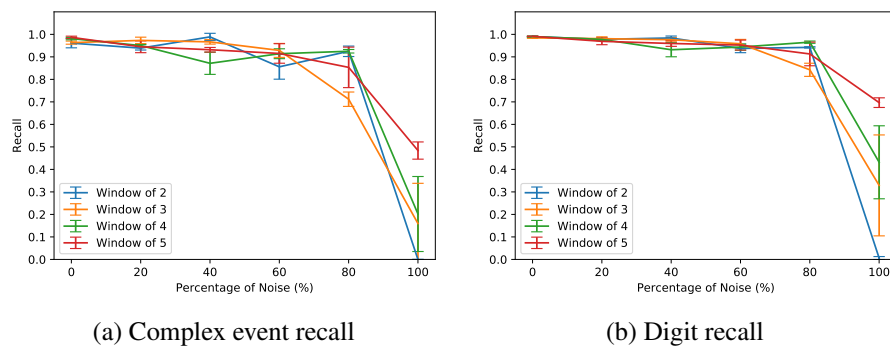 1.0
0.9
0.8
0.7
0.6
0.5
0.4
0.3
0.2
0.1
0.0
Recall
Window of 2
Window of 3
Window of 4
Window of 5
0 20 40 60 80 100
Percentage of Noise (%)
(a) Complex event recall
1.0
0.9
0.8
0.7
0.6
0.5
0.4
0.3
0.2
0.1
0.0
Recall
Window of 2
Window of 3
Window of 4
Window of 5
0 20 40 60 80 100
Percentage of Noise (%)
(b) Digit recall